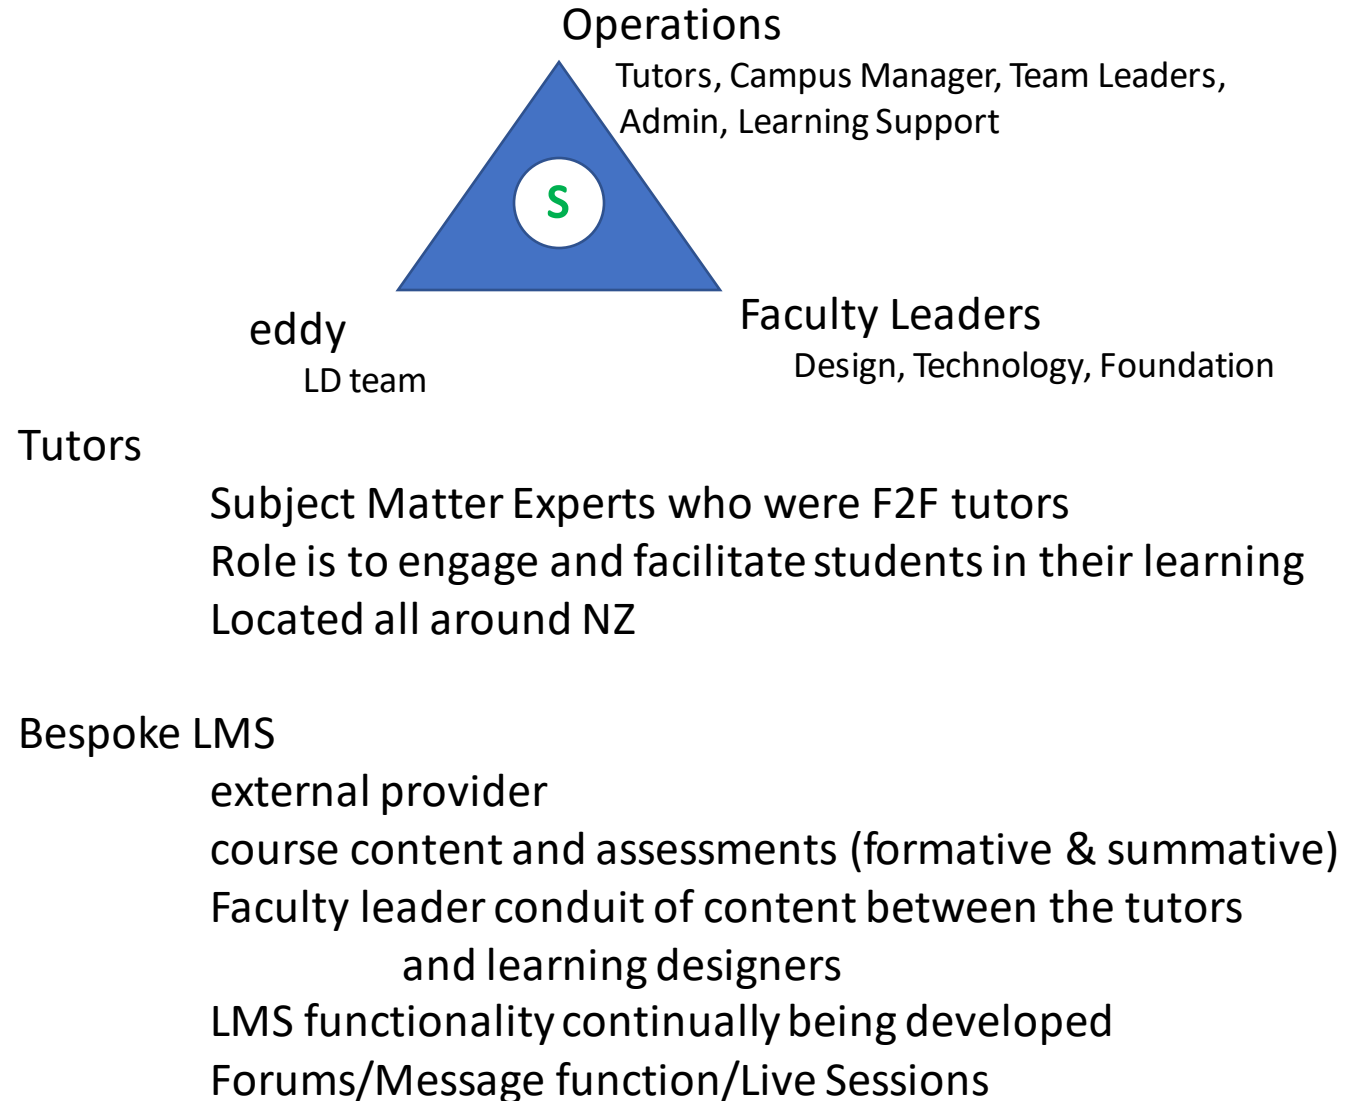 Operations
Tutors, Campus Manager, Team Leaders,
Admin, Learning Support
S
eddy
LD team
Faculty Leaders
Design, Technology, Foundation
Tutors
Subject Matter Experts who were F2F tutors
Role is to engage and facilitate students in their learning
Located all around NZ
Bespoke LMS
external provider
course content and assessments (formative & summative)
Faculty leader conduit of content between the tutors
and learning designers
LMS functionality continually being developed
Forums/Message function/Live Sessions